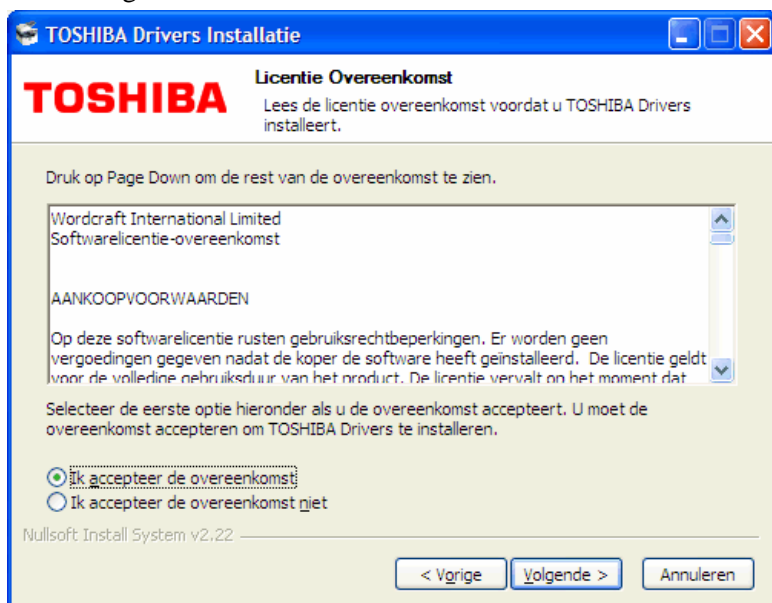 TOSHIBA Drivers Installatie
TOSHIBA
Licentie Overeenkomst
Lees de licentie overeenkomst voordat u TOSHIBA Drivers
installeert.
Druk op Page Down om de rest van de overeenkomst te zien.
Wordcraft International Limited
Softwarelicentie-overeenkomst
AANKOOPVOORWAARDEN
Op deze softwarelicentie rusten gebruiksrechtbeperkingen. Er worden geen
vergoedingen gegeven nadat de koper de software heeft geïnstalleerd. De licentie geldt
voor de volledige gebruiksduur van het product. De licentie vervalt op het moment dat
Selecteer de eerste optie hieronder als u de overeenkomst accepteert. U moet de
overeenkomst accepteren om TOSHIBA Drivers te installeren.
Ik accepteer de overeenkomst
Ik accepteer de overeenkomst niet
Nullsoft Install System v2.22
< Vorige Volgende > Annuleren